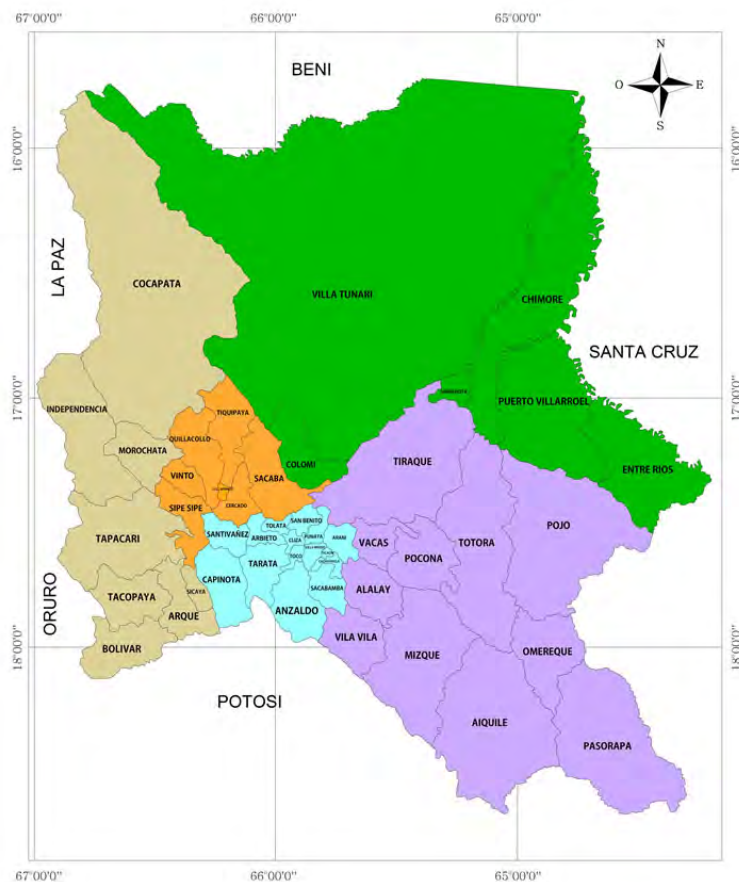 67°00'0"
66°00'0"
65°00'0"
BENI
N
O
E
S
16°00'0"
16°00'0"
LA PAZ
COCAPATA
VILLA TUNARI
CHIMORE
SANTA CRUZ
17°00'0"
17°00'0"
INDEPENDENCIA
TIQUIPAYA
PUERTO VILLARROEL
QUILLACOLLO
MOROCHATA
COLOMI
TIRAQUE
ENTRE RIOS
VINTO
SACABA
SIPE SIPE
CERCADO
TOLATA
SAN BENITO
POJO
TAPACARI
SANTIVAÑEZ
ARBIETO
CLIZA
PUNATA
ARANI
VACAS
TOTORA
TOCO
POCONA
TARATA
CAPINOTA
SACABAMBA
ALALAY
ORURO
TACOPAYA
SICAYA
ARQUE
ANZALDO
VILA VILA
BOLIVAR
MIZQUE
OMEREQUE
18°00'0"
18°00'0"
POTOSI
AIQUILE
PASORAPA
67°00'0"
66°00'0"
65°00'0"